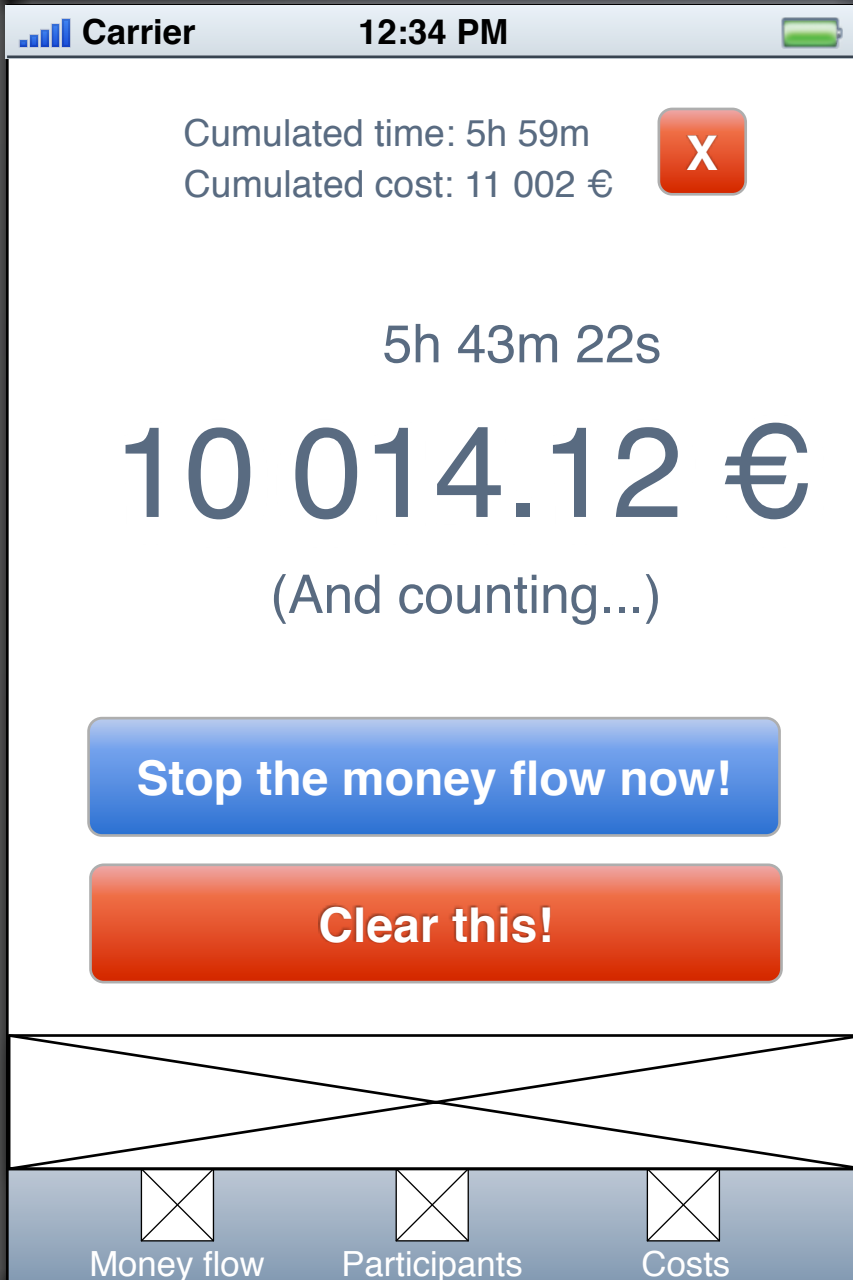 Carrier 12:34 PM
Cumulated time: 5h 59m
Cumulated cost: 11 002 €
X
5h 43m 22s
10 014.12 €
(And counting...)
Stop the money flow now!
Clear this!
Money flow Participants Costs